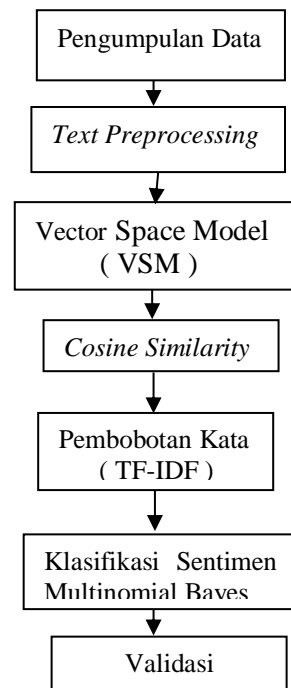 Pengumpulan Data
Text Preprocessing
Vector Space Model
( VSM )
Cosine Similarity
Pembobotan Kata
( TF-IDF )
Klasifikasi Sentimen
Multinomial Bayes
Validasi